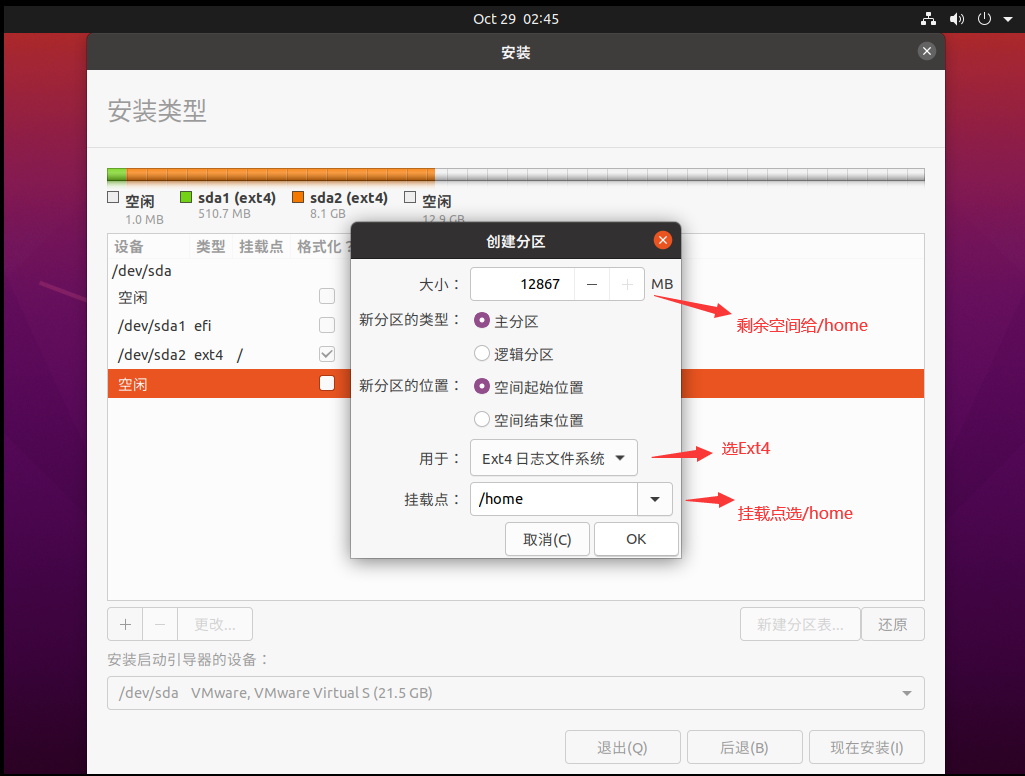 Oct 29 02:45
安装
安装类型
空闲 sda1 (ext4) sda2 (ext4) 空闲
1.0 MB 510.7 MB 8.1 GB 12.9 GB
设备 类型 挂载点 格式化？
/dev/sda
空闲
/dev/sda1 efi
/dev/sda2 ext4 /
空闲
创建分区
大小： 12867 MB
剩余空间给/home
新分区的类型： 主分区
逻辑分区
新分区的位置： 空间起始位置
空间结束位置
用于： Ext4 日志文件系统
选Ext4
挂载点： /home
挂载点选/home
取消(C) OK
+ − 更改... 新建分区表... 还原
安装启动引导器的设备：
/dev/sda VMware, VMware Virtual S (21.5 GB)
退出(Q) 后退(B) 现在安装(I)